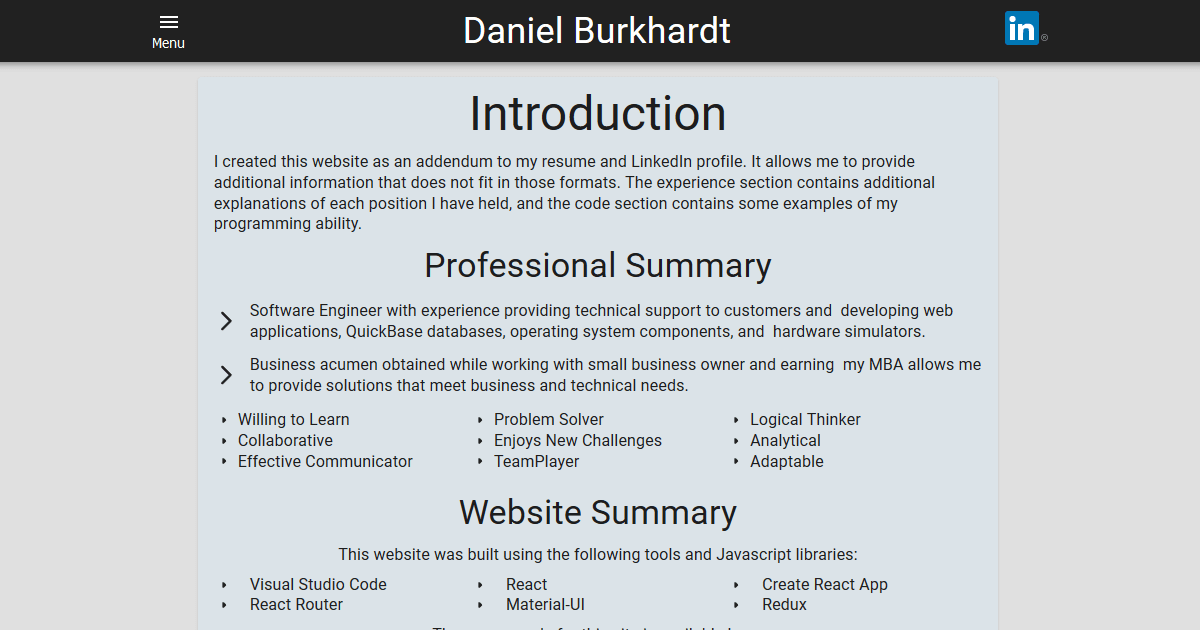 Menu
Daniel Burkhardt
in ®
Introduction
I created this website as an addendum to my resume and LinkedIn profile. It allows me to provide
additional information that does not fit in those formats. The experience section contains additional
explanations of each position I have held, and the code section contains some examples of my
programming ability.
Professional Summary
Software Engineer with experience providing technical support to customers and  developing web
applications, QuickBase databases, operating system components, and  hardware simulators.
Business acumen obtained while working with small business owner and earning  my MBA allows me
to provide solutions that meet business and technical needs.
Willing to Learn
Collaborative
Effective Communicator
Problem Solver
Enjoys New Challenges
TeamPlayer
Logical Thinker
Analytical
Adaptable
Website Summary
This website was built using the following tools and Javascript libraries:
Visual Studio Code
React
Create React App
React Router
Material-UI
Redux